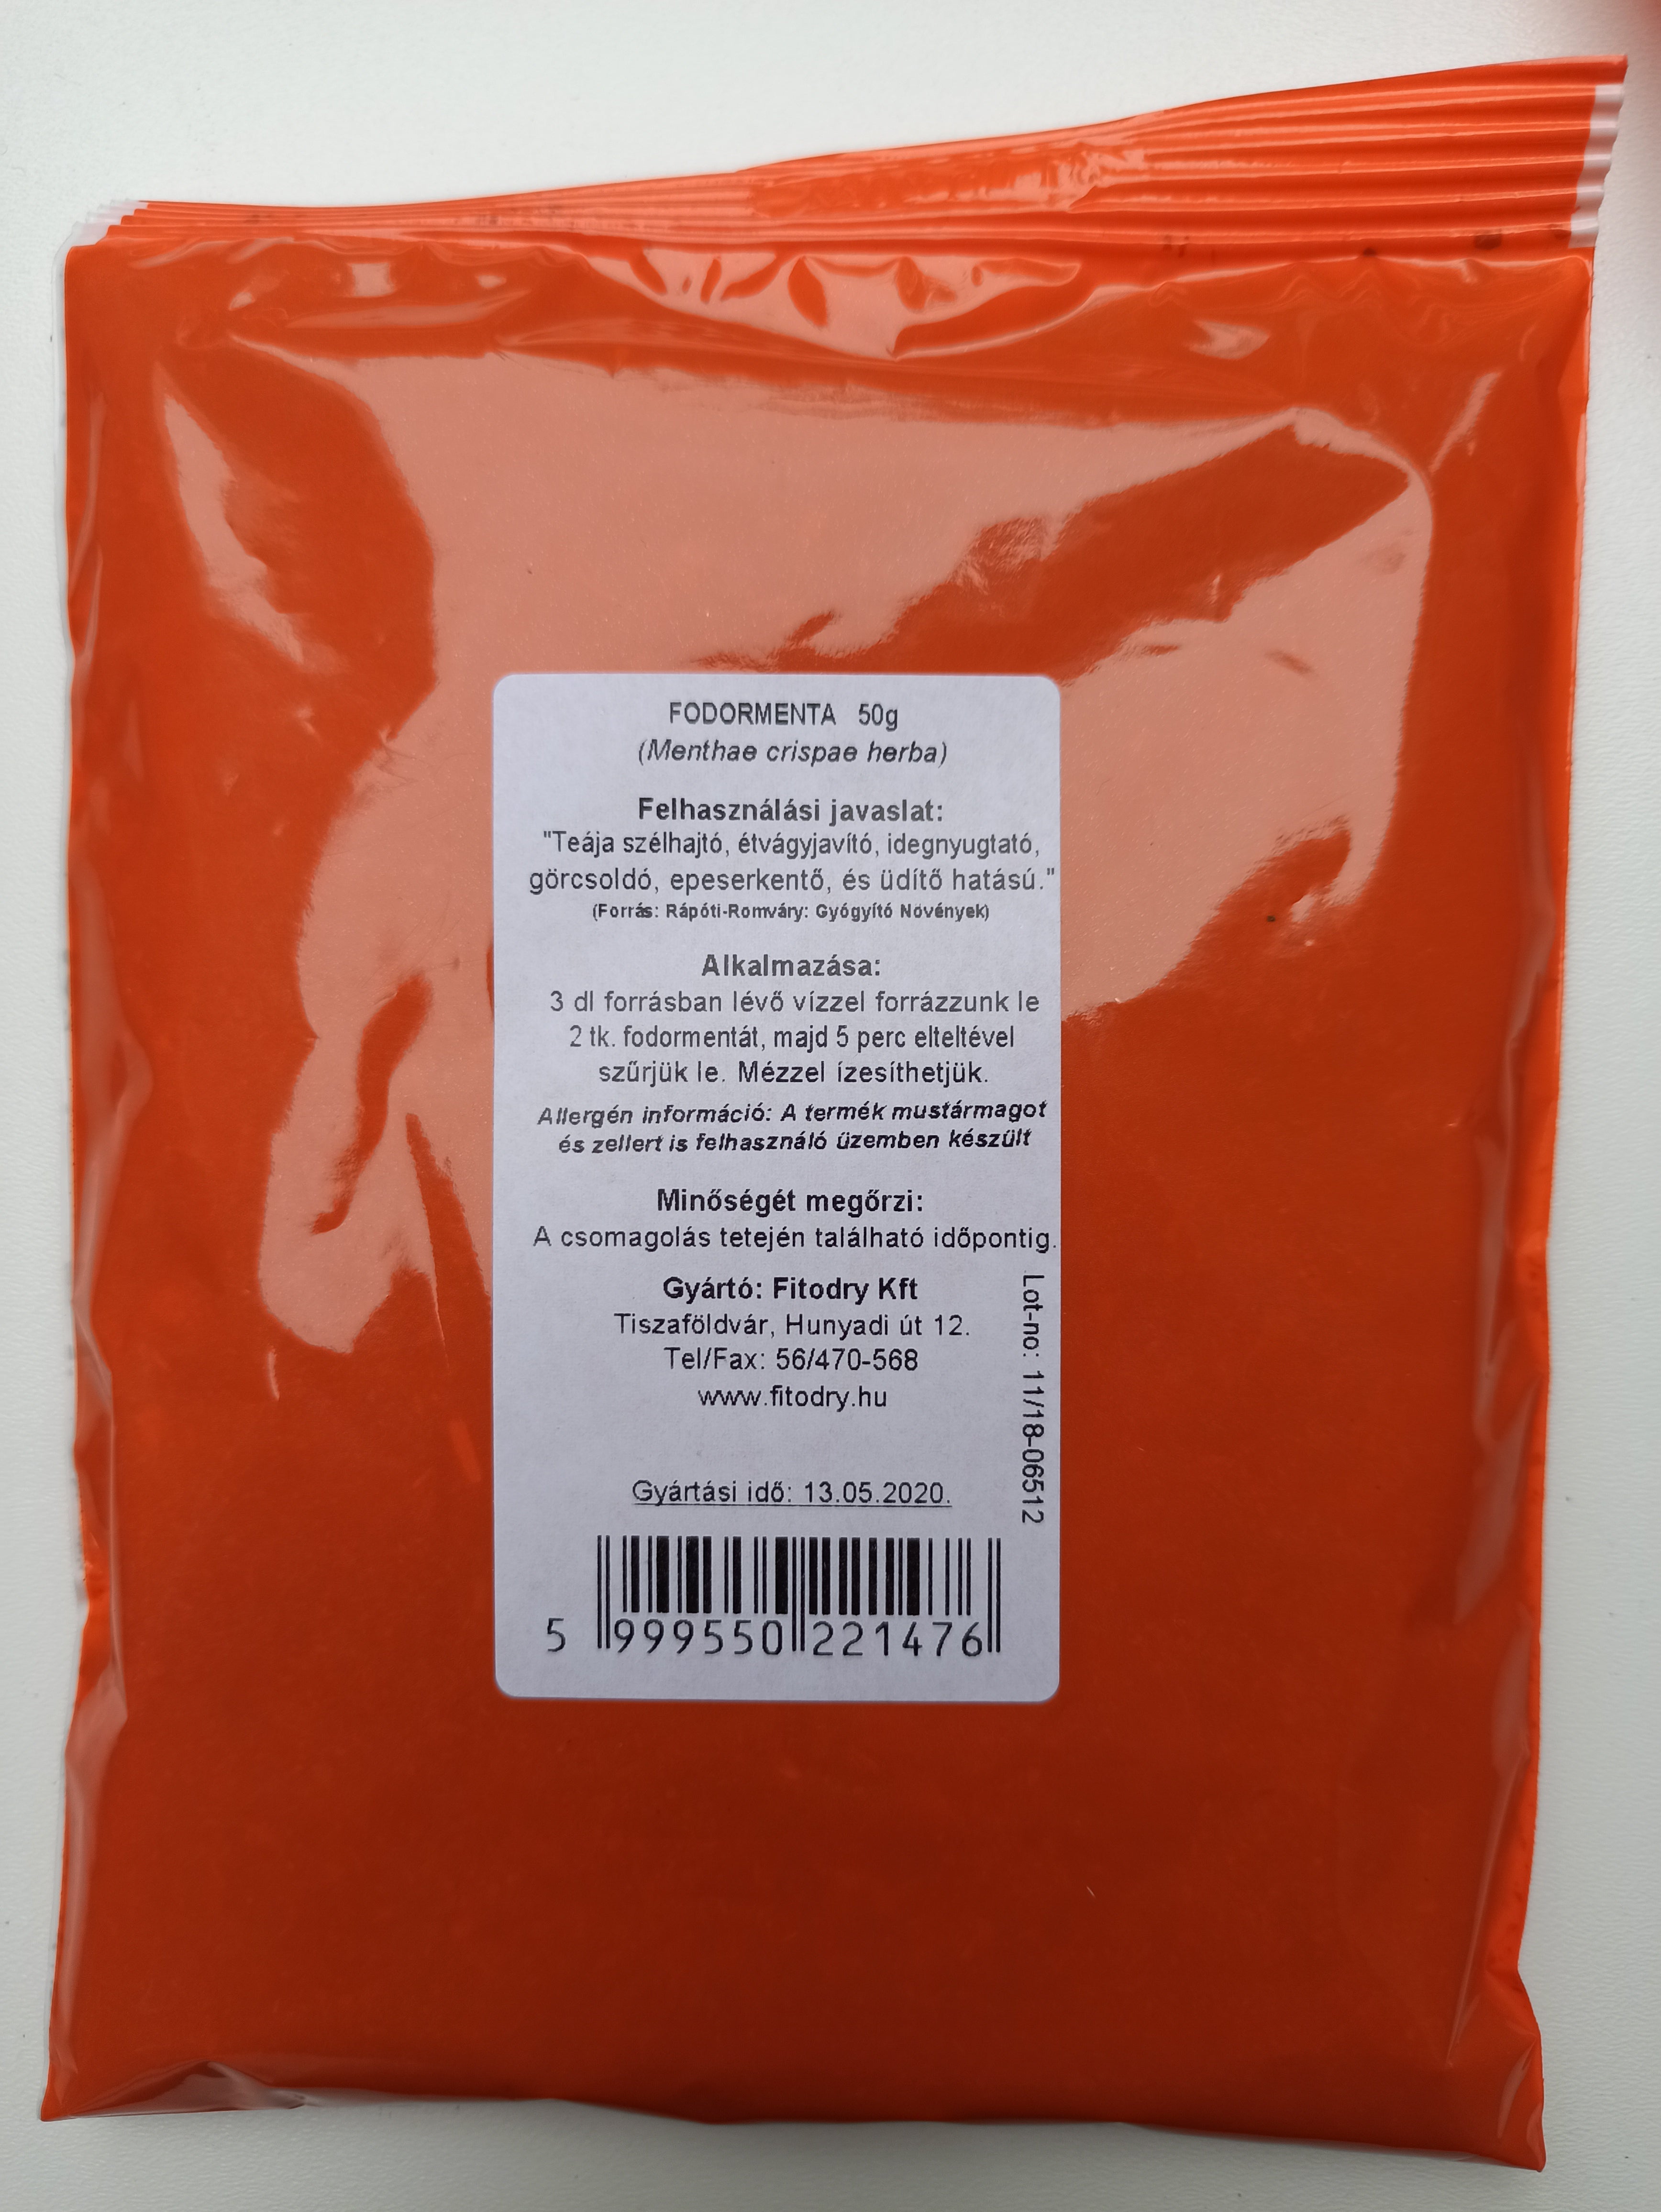 FODORMENTA 50g
(Menthae crispae herba)
Felhasználási javaslat:
"Teája szélhajtó, étvágyjavító, idegnyugtató,
görcsoldó, epeserkentő, és üdítő hatású."
(Forrás: Rápóti-Romváry: Gyógyító Növények)
Alkalmazása:
3 dl forrásban lévő vízzel forrázzunk le
2 tk. fodormentát, majd 5 perc elteltével
szűrjük le. Mézzel ízesíthetjük.
Allergén információ: A termék mustármagot
és zellert is felhasználó üzemben készült
Minőségét megőrzi:
A csomagolás tetején található időpontig.
Gyártó: Fitodry Kft
Tiszaföldvár, Hunyadi út 12.
Tel/Fax: 56/470-568
www.fitodry.hu
Lot-no: 11/18-06512
Gyártási idő: 13.05.2020.
5 999550 221476